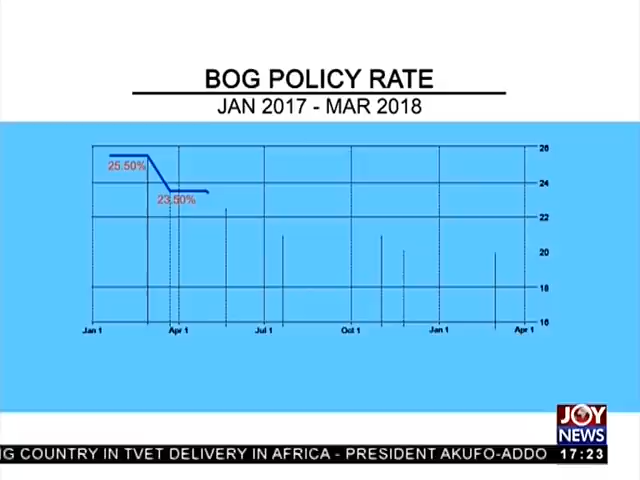 BOG POLICY RATE
JAN 2017 - MAR 2018
26
25.50%
24
23.50%
22
20
18
16
Jan 1
Apr 1
Jul 1
Oct 1
Jan 1
Apr 1
JOY
NEWS
G COUNTRY IN TVET DELIVERY IN AFRICA - PRESIDENT AKUFO-ADDO
17:23